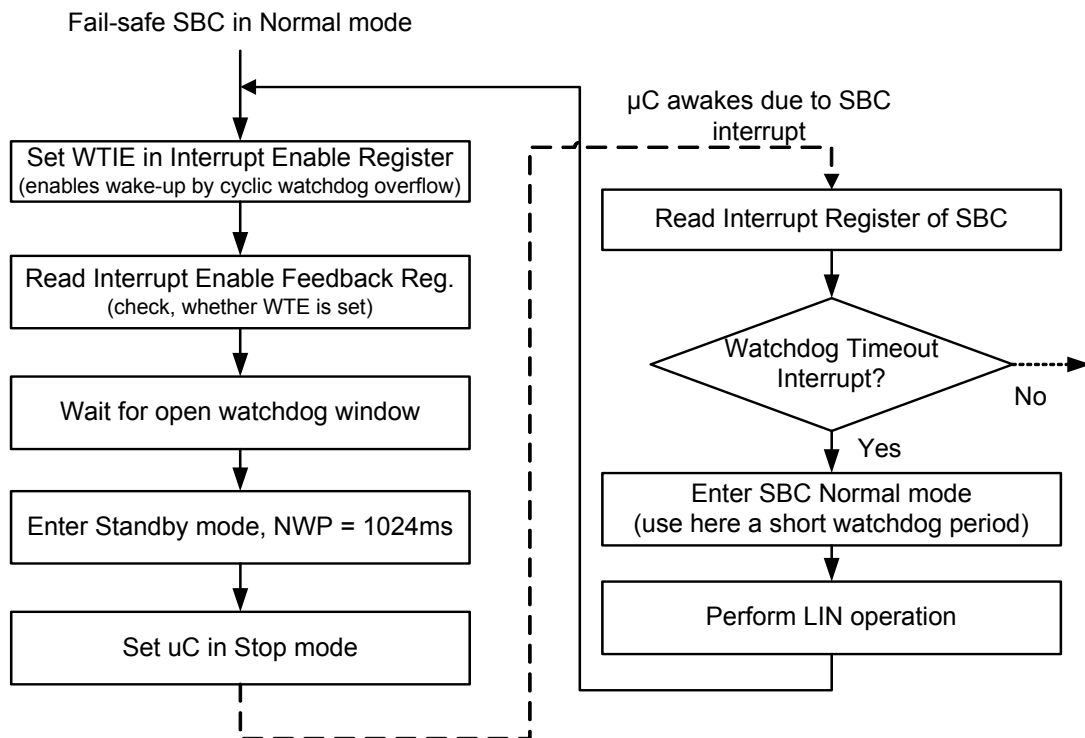 Fail-safe SBC in Normal mode
Set WTIE in Interrupt Enable Register
(enables wake-up by cyclic watchdog overflow)
Read Interrupt Enable Feedback Reg.
(check, whether WTE is set)
Wait for open watchdog window
Enter Standby mode, NWP = 1024ms
Set uC in Stop mode
µC awakes due to SBC
interrupt
Read Interrupt Register of SBC
Watchdog Timeout
Interrupt?
No
Yes
Enter SBC Normal mode
(use here a short watchdog period)
Perform LIN operation